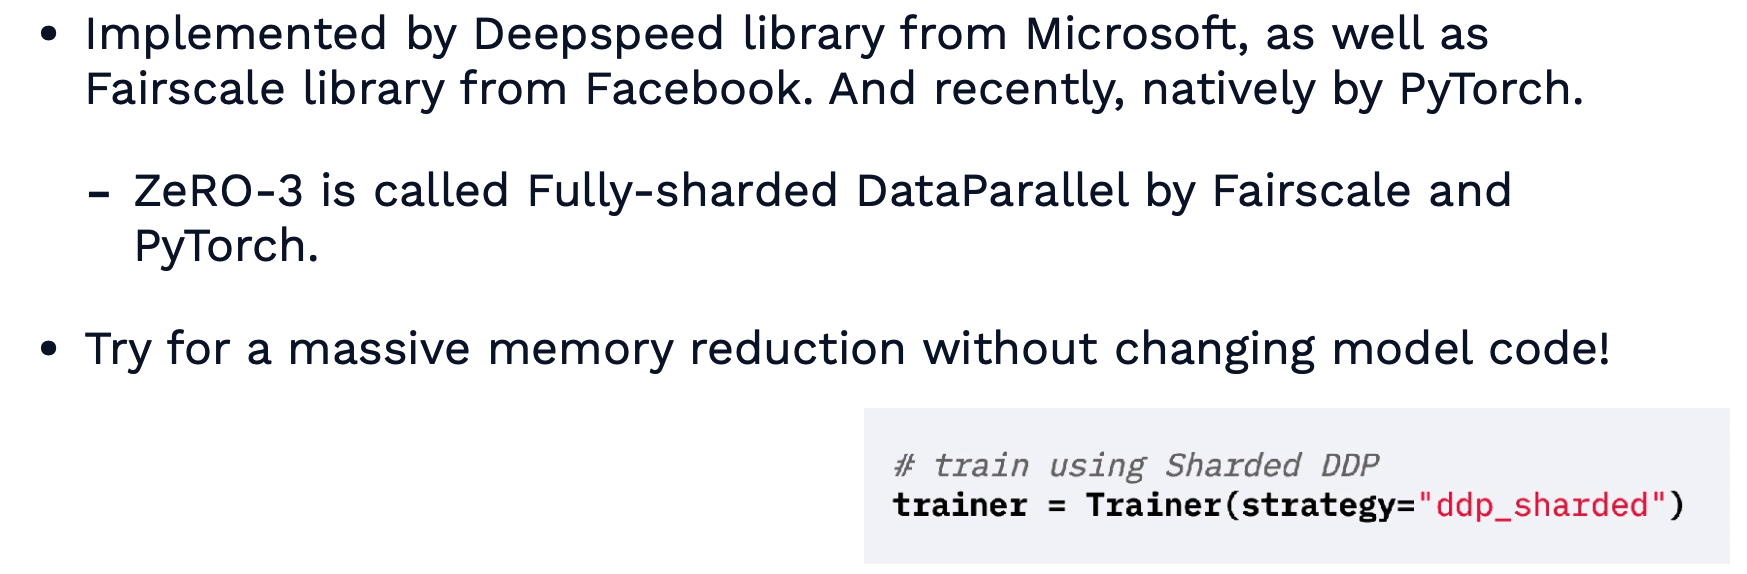 • Implemented by Deepspeed library from Microsoft, as well as
Fairscale library from Facebook. And recently, natively by PyTorch.
– ZeRO-3 is called Fully-sharded DataParallel by Fairscale and
PyTorch.
• Try for a massive memory reduction without changing model code!
# train using Sharded DDP
trainer = Trainer(strategy="ddp_sharded")